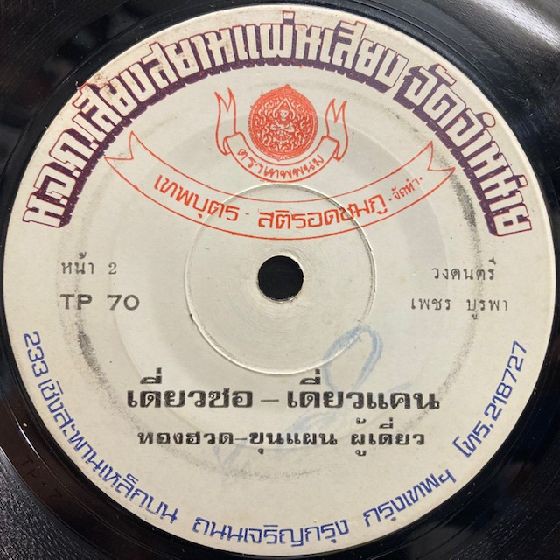 ห.จ.ก.เสียงสยามแผ่นเสียง จัดจำหน่าย
ตราเทพพนม
เทพบุตร สติรอดชมภู จัดทำ
หน้า 2
TP 70
วงดนตรี
เพชร บูรพา
เดี่ยวซอ - เดี่ยวแคน
ทองฮวด-ขุนแผน ผู้เดี่ยว
233 เชิงสะพานเหล็กบน ถนนเจริญกรุง กรุงเทพฯ โทร.218727